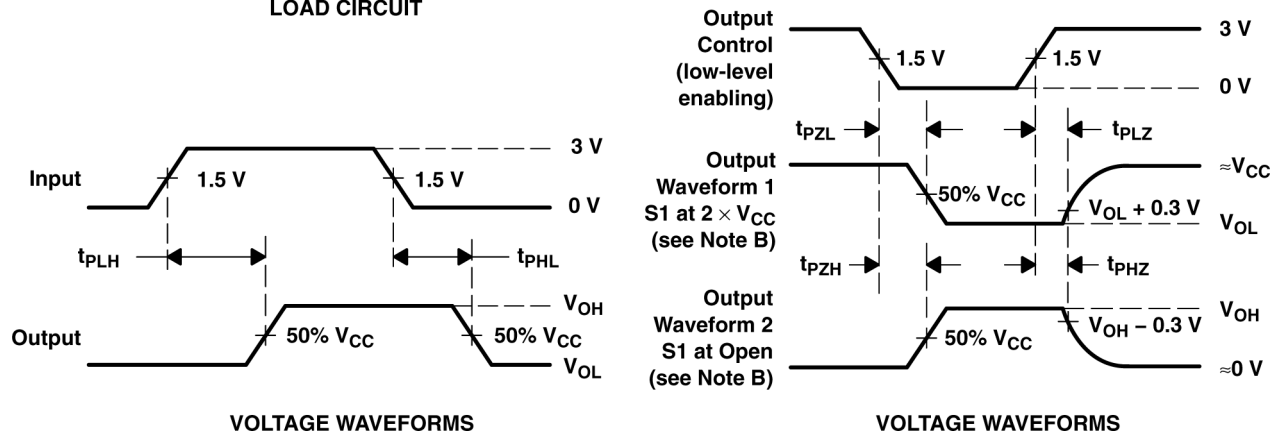 LOAD CIRCUIT
Input
1.5 V
1.5 V
3 V
0 V
tPLH
tPHL
Output
50% VCC
50% VCC
VOH
VOL
VOLTAGE WAVEFORMS
Output
Control
(low-level
enabling)
1.5 V
1.5 V
3 V
0 V
tPZL
tPLZ
Output
Waveform 1
S1 at 2 × VCC
(see Note B)
50% VCC
VOL + 0.3 V
≈VCC
VOL
tPZH
tPHZ
Output
Waveform 2
S1 at Open
(see Note B)
50% VCC
VOH − 0.3 V
VOH
≈0 V
VOLTAGE WAVEFORMS